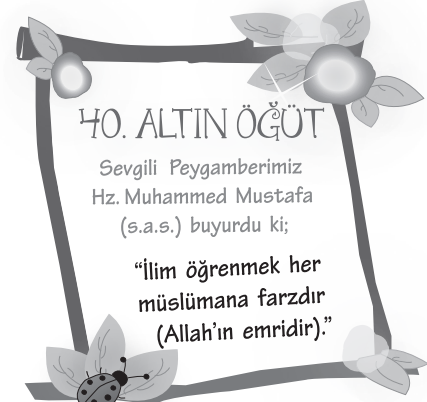 40. ALTIN ÖĞÜT
Sevgili Peygamberimiz
Hz. Muhammed Mustafa
(s.a.s.) buyurdu ki;
“İlim öğrenmek her
müslümana farzdır
(Allah’ın emridir).”